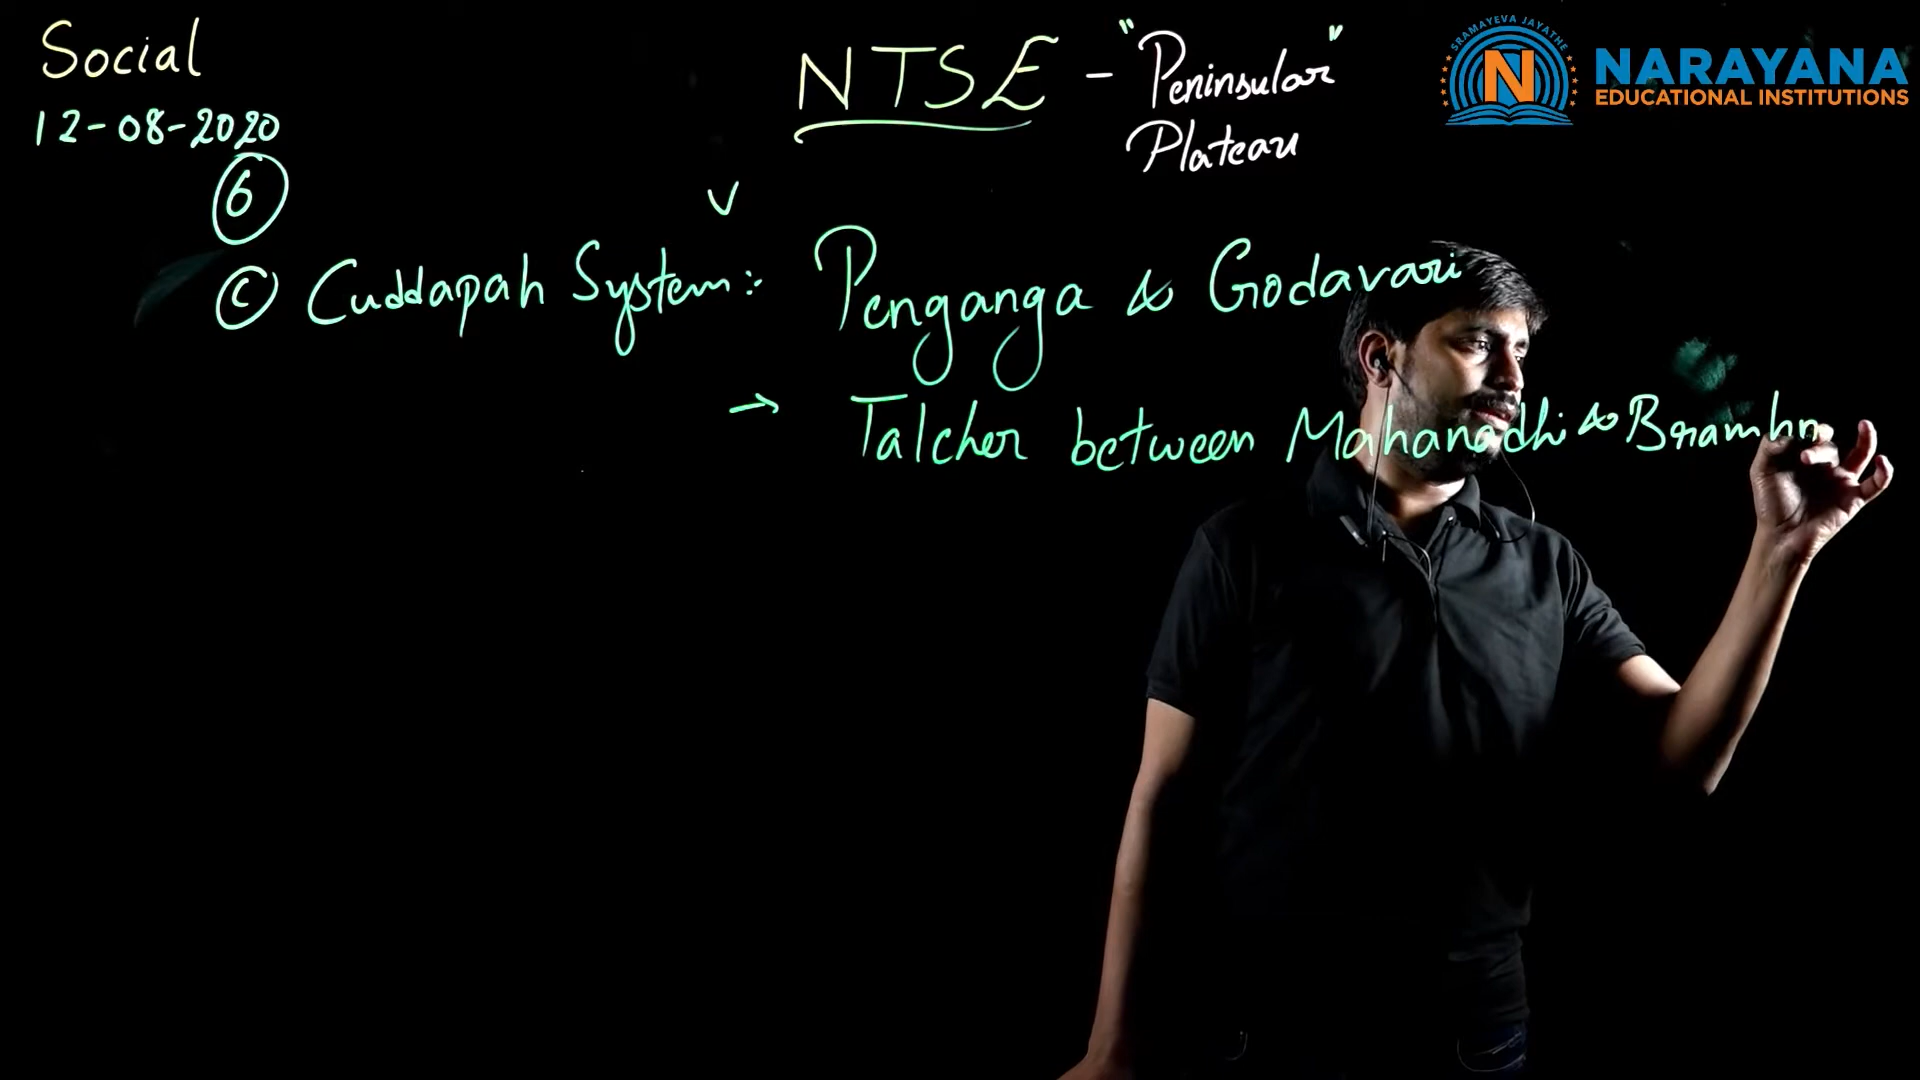 Social
12-08-2020
NTSE - "Peninsular"
Plateau
SRAMAYEVA JAYATHE
N
NARAYANA
EDUCATIONAL INSTITUTIONS
6
V
C Cuddapah System:- Penganga & Godavari
→ Talcher between Mahanadhi & Bramhn